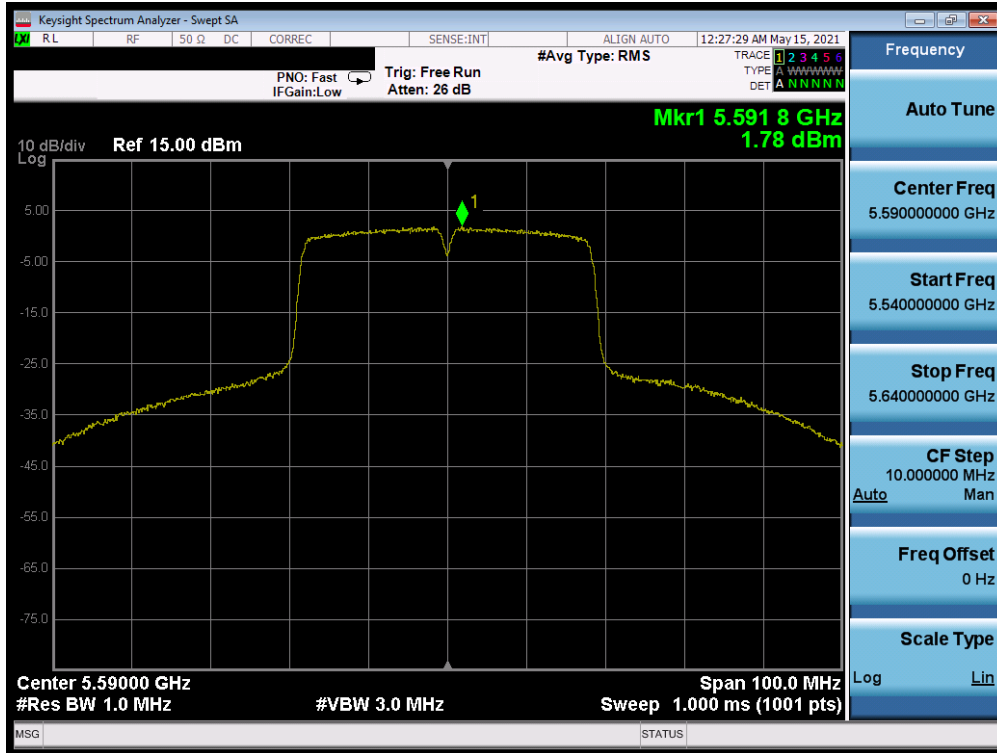 Keysight Spectrum Analyzer - Swept SA
LXI RL RF 50 Ω DC CORREC SENSE:INT ALIGN AUTO 12:27:29 AM May 15, 2021
PNO: Fast
IFGain:Low
Trig: Free Run
Atten: 26 dB
#Avg Type: RMS
TRACE 1 2 3 4 5 6
TYPE A WWWWW
DET A N N N N N
Mkr1 5.591 8 GHz
1.78 dBm
10 dB/div Ref 15.00 dBm
Log
1
5.00
-5.00
-15.0
-25.0
-35.0
-45.0
-55.0
-65.0
-75.0
Center 5.59000 GHz Span 100.0 MHz
#Res BW 1.0 MHz #VBW 3.0 MHz Sweep 1.000 ms (1001 pts)
MSG STATUS
Frequency
Auto Tune
Center Freq
5.590000000 GHz
Start Freq
5.540000000 GHz
Stop Freq
5.640000000 GHz
CF Step
10.000000 MHz
Auto Man
Freq Offset
0 Hz
Scale Type
Log Lin